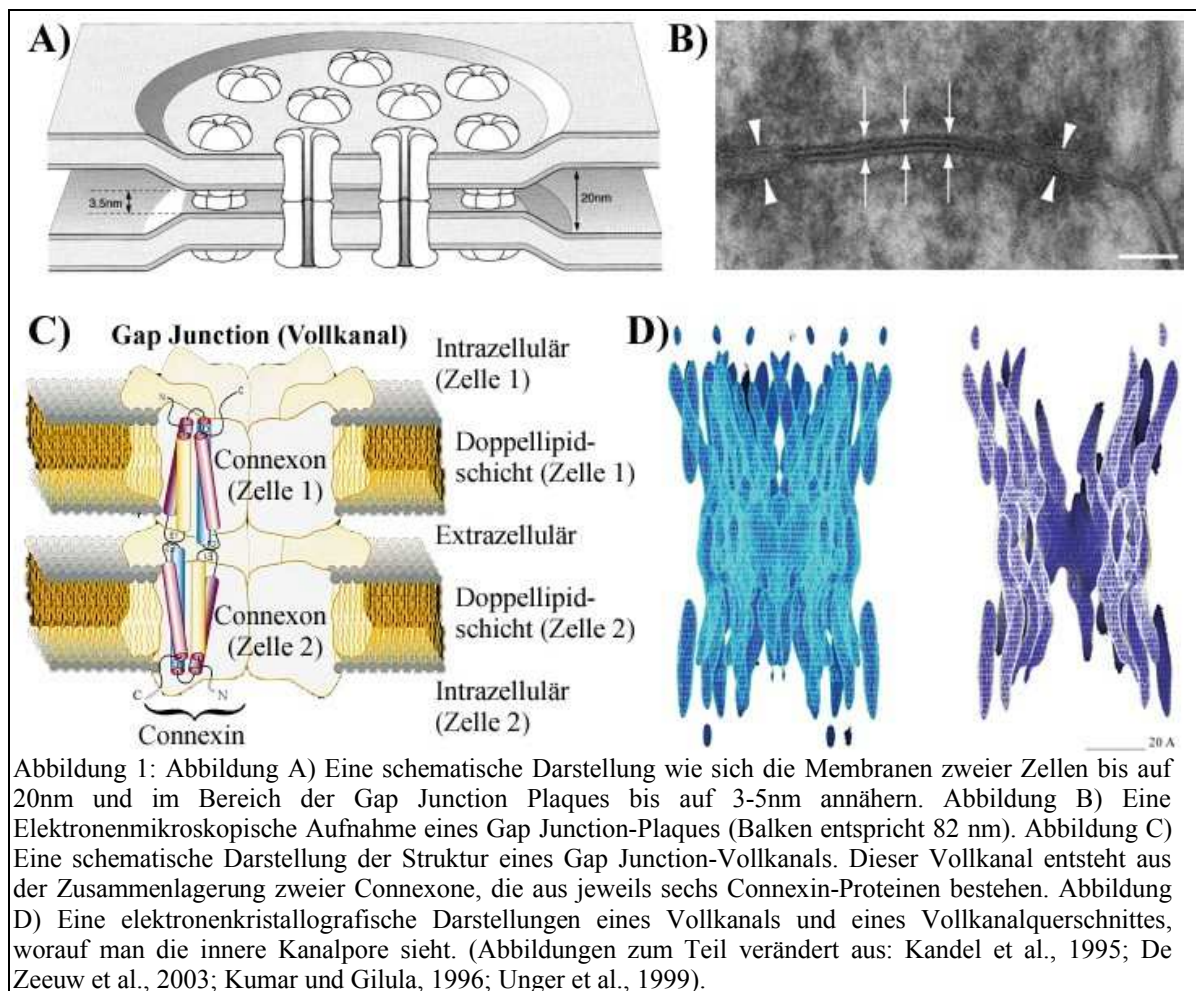 A)
B)
3,5nm
20nm
C)
Gap Junction (Vollkanal)
Intrazellulär
(Zelle 1)
D)
N
C
Connexon
(Zelle 1)
Doppellipid-
schicht (Zelle 1)
Extrazellulär
Connexon
(Zelle 2)
Doppellipid-
schicht (Zelle 2)
C
N
Intrazellulär
(Zelle 2)
Connexin
20 A
Abbildung 1: Abbildung A) Eine schematische Darstellung wie sich die Membranen zweier Zellen bis auf
20nm und im Bereich der Gap Junction Plaques bis auf 3-5nm annähern. Abbildung B) Eine
Elektronenmikroskopische Aufnahme eines Gap Junction-Plaques (Balken entspricht 82 nm). Abbildung C)
Eine schematische Darstellung der Struktur eines Gap Junction-Vollkanals. Dieser Vollkanal entsteht aus
der Zusammenlagerung zweier Connexone, die aus jeweils sechs Connexin-Proteinen bestehen. Abbildung
D) Eine elektronenkristallografische Darstellungen eines Vollkanals und eines Vollkanalquerschnittes,
worauf man die innere Kanalpore sieht. (Abbildungen zum Teil verändert aus: Kandel et al., 1995; De
Zeeuw et al., 2003; Kumar und Gilula, 1996; Unger et al., 1999).